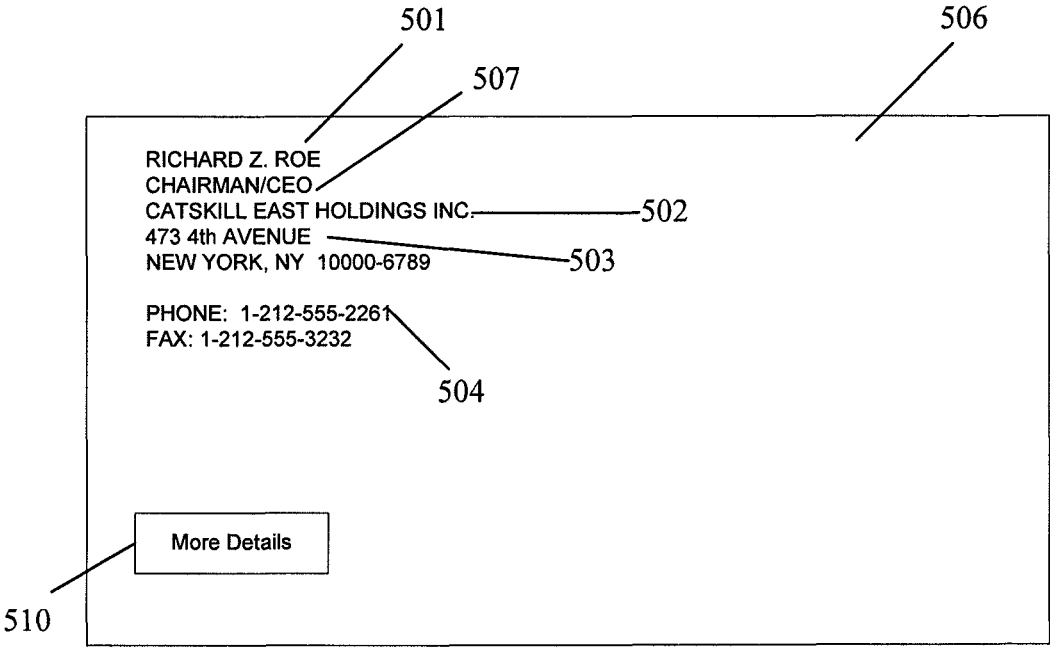 501
506
507
RICHARD Z. ROE
CHAIRMAN/CEO
CATSKILL EAST HOLDINGS INC. 502
473 4th AVENUE
NEW YORK, NY 10000-6789 503
PHONE: 1-212-555-2261
FAX: 1-212-555-3232
504
More Details
510